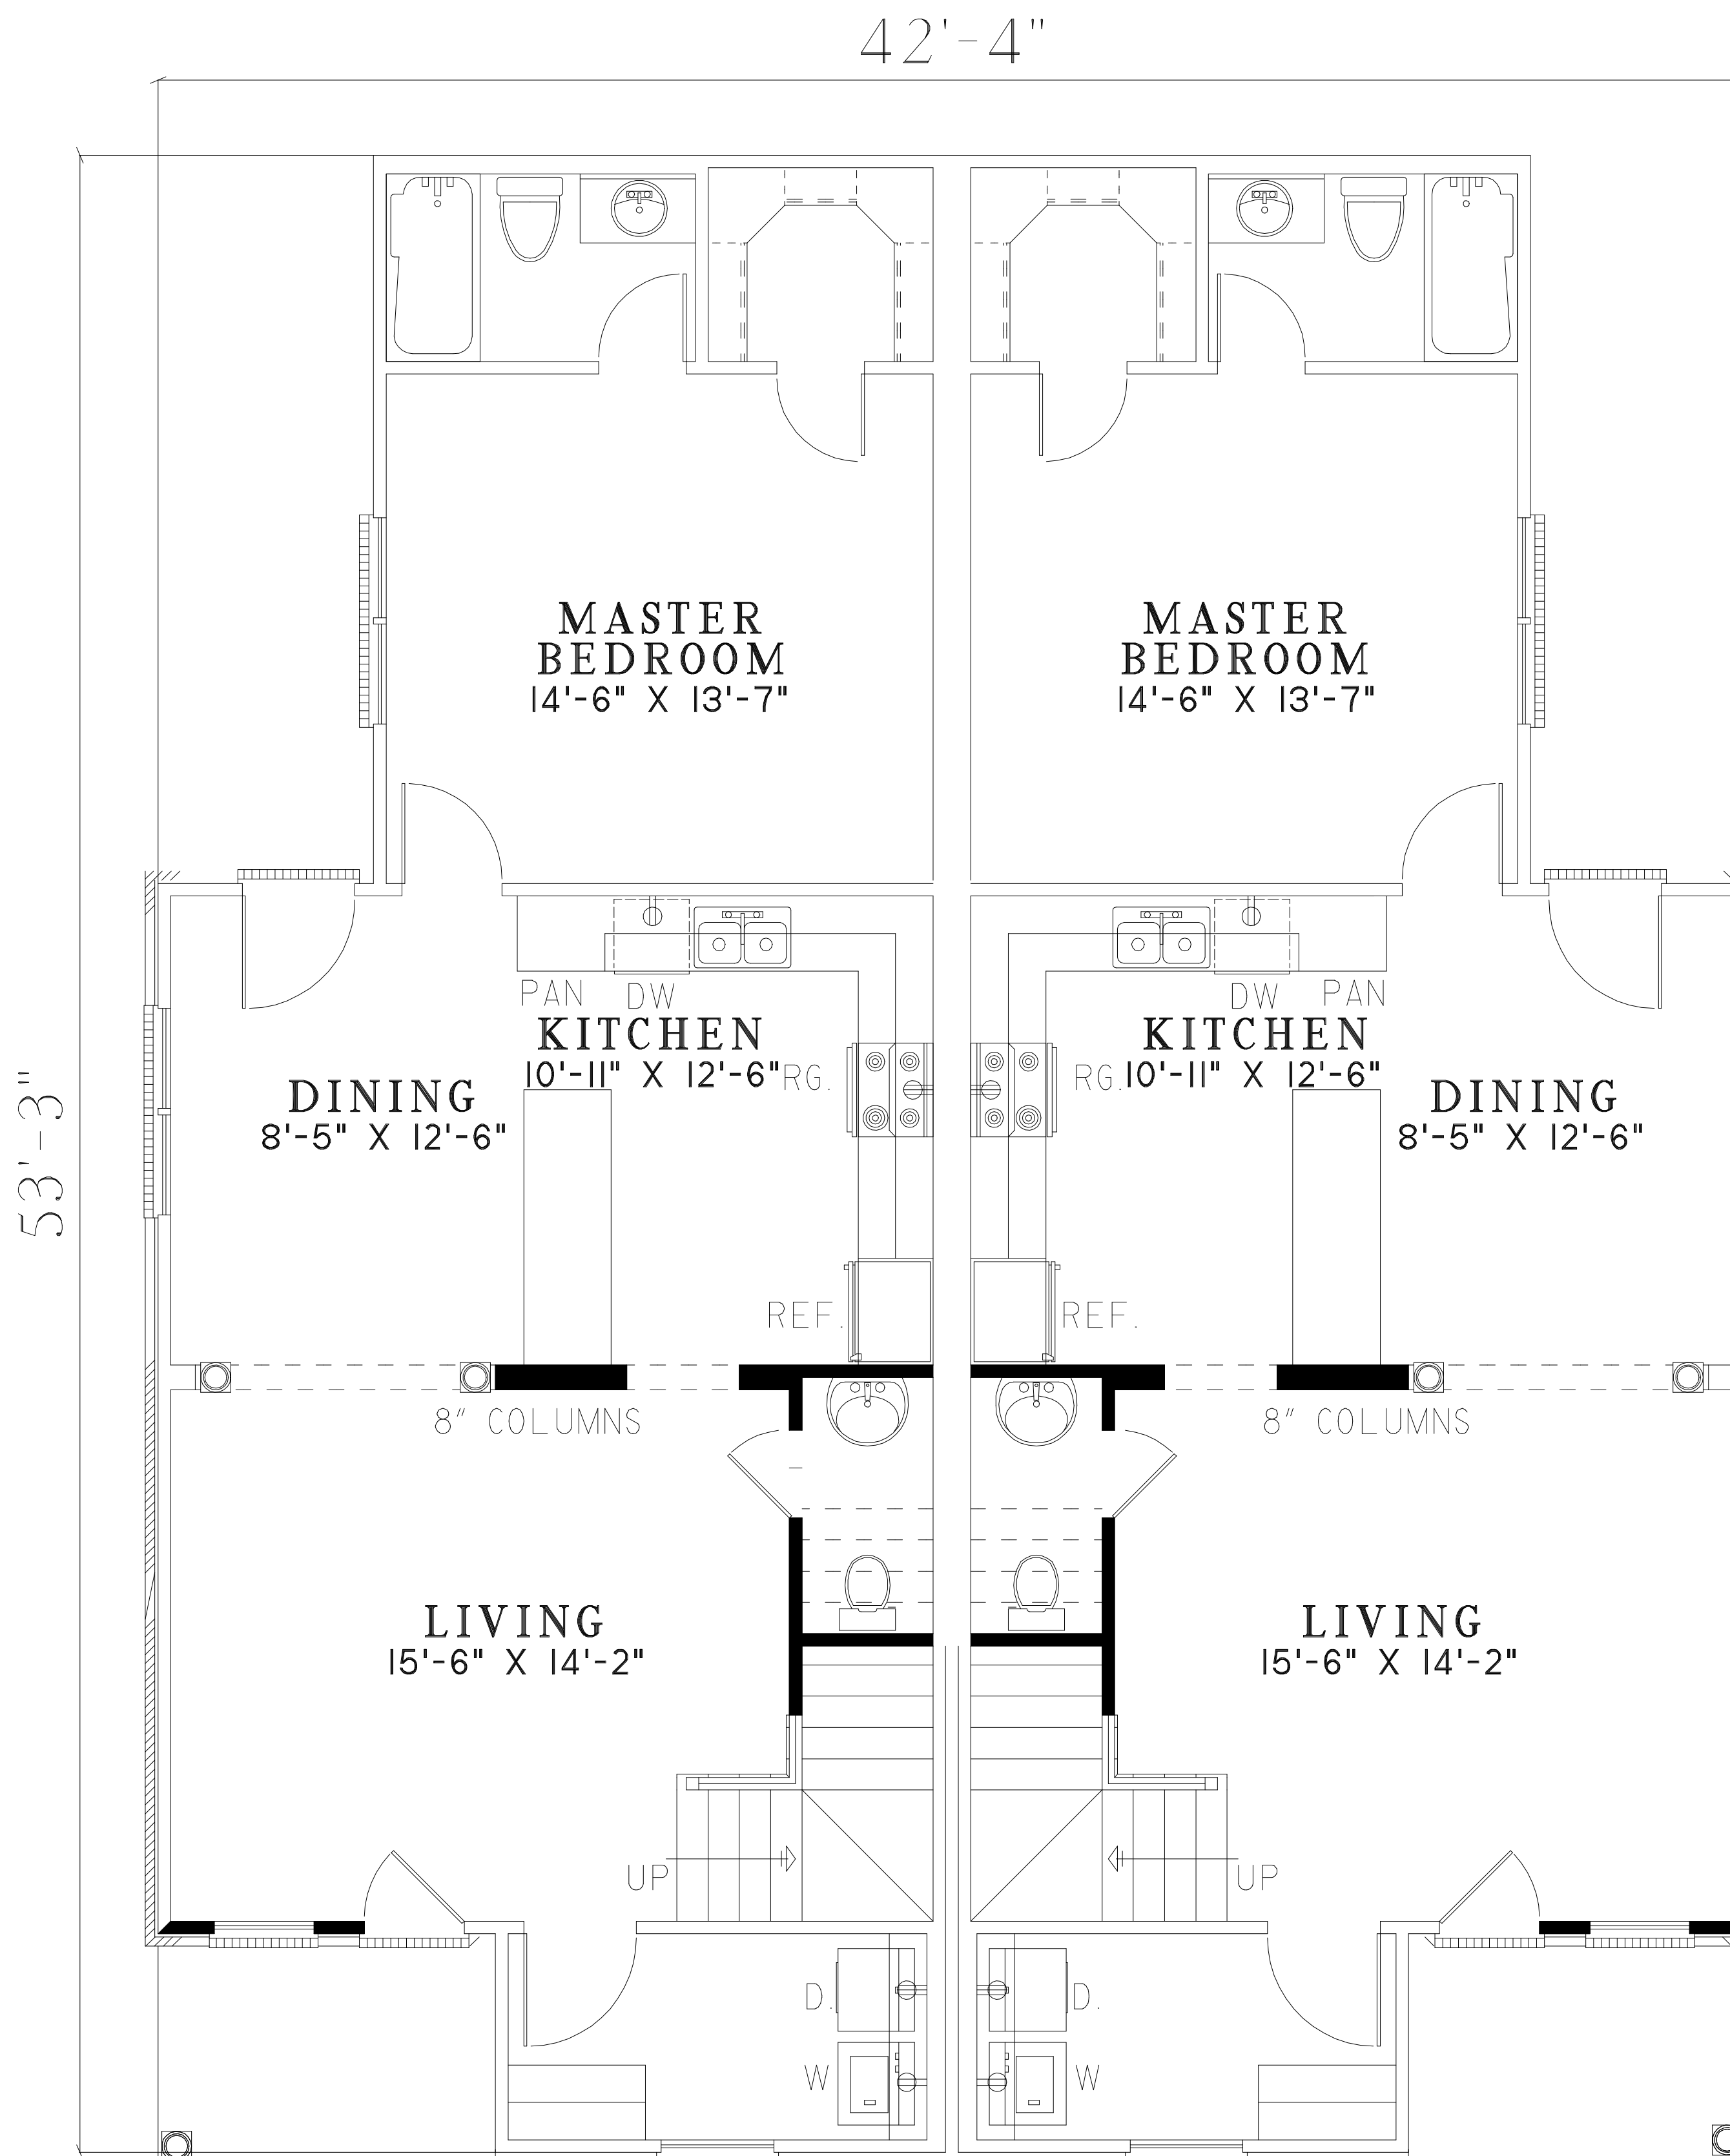 42'-4"
MASTER
BEDROOM
14'-6" X 13'-7"
MASTER
BEDROOM
14'-6" X 13'-7"
PAN DW
KITCHEN
10'-11" X 12'-6"
RG.
DW PAN
KITCHEN
RG.
10'-11" X 12'-6"
DINING
8'-5" X 12'-6"
DINING
8'-5" X 12'-6"
53'-3"
REF.
REF.
8" COLUMNS
8" COLUMNS
LIVING
15'-6" X 14'-2"
LIVING
15'-6" X 14'-2"
UP
UP
D.
D.
W
W